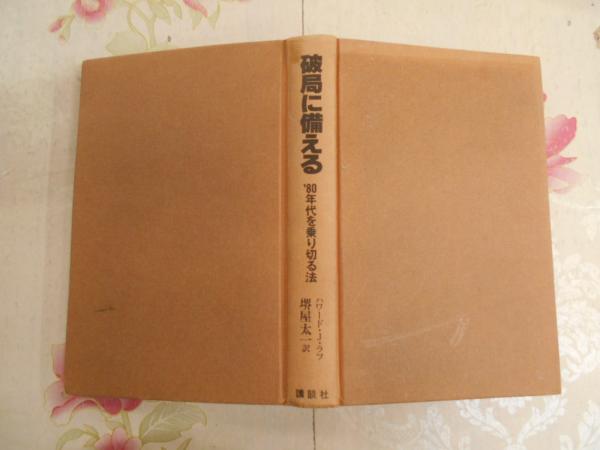 破局に備える
'80年代を乗り切る法
ハワード・J・ラフ
堺屋太一訳
講談社